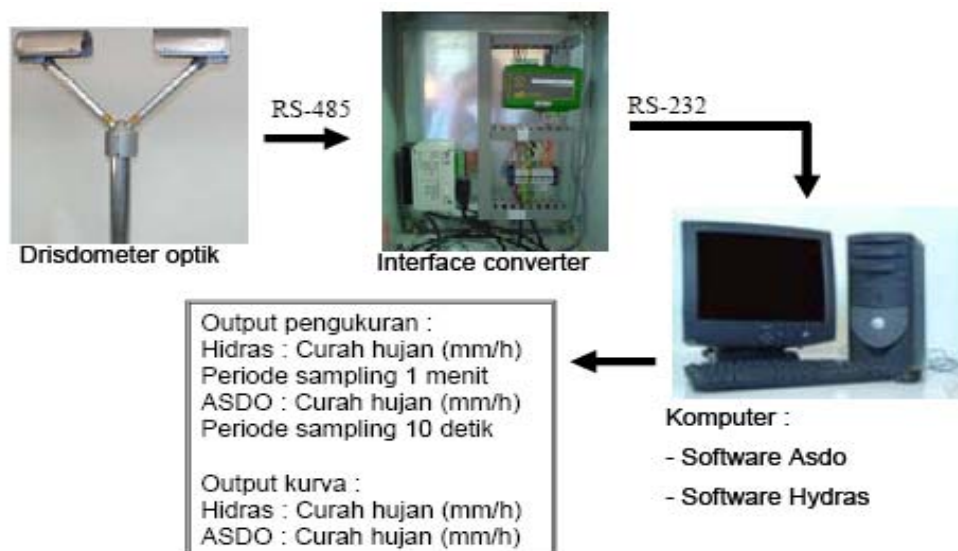 RS-485
RS-232
Drisdometer optik
Interface converter
Komputer :
- Software Asdo
- Software Hydras
Output pengukuran :
Hidras : Curah hujan (mm/h)
Periode sampling 1 menit
ASDO : Curah hujan (mm/h)
Periode sampling 10 detik
Output kurva :
Hidras : Curah hujan (mm/h)
ASDO : Curah hujan (mm/h)